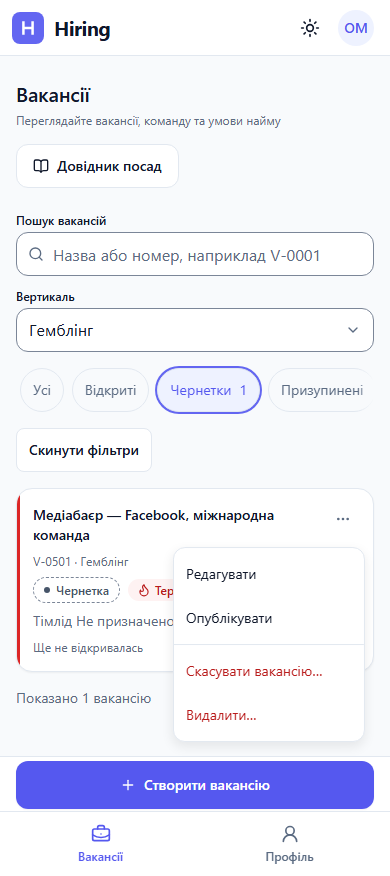 H Hiring OM
Вакансії
Переглядайте вакансії, команду та умови найму
Довідник посад
Пошук вакансій
Назва або номер, наприклад V-0001
Вертикаль
Гемблінг
Усі Відкриті Чернетки 1 Призупинені
Скинути фільтри
Медіабаєр — Facebook, міжнародна
команда
V-0501 · Гемблінг
Чернетка
Тімлід Не призначено
Ще не відкривалась
Редагувати
Опублікувати
Скасувати вакансію...
Видалити...
Показано 1 вакансію
+ Створити вакансію
Вакансії Профіль